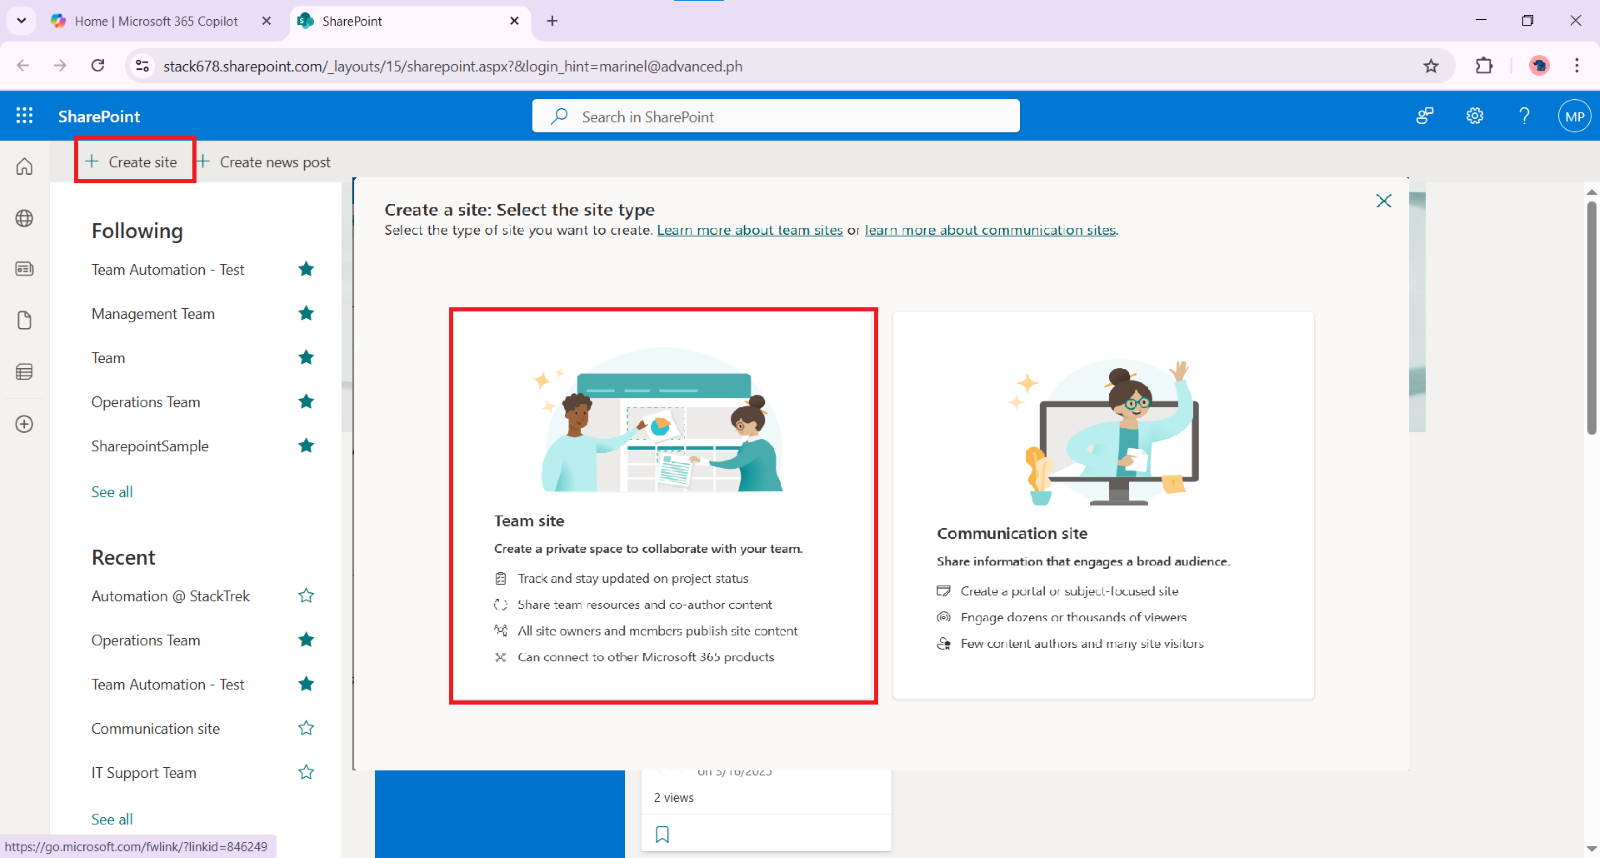 Home | Microsoft 365 Copilot
SharePoint
stack678.sharepoint.com/_layouts/15/sharepoint.aspx?&login_hint=marinel@advanced.ph
SharePoint
Search in SharePoint
MP
Create site
Create news post
Following
Team Automation - Test
Management Team
Team
Operations Team
SharepointSample
See all
Recent
Automation @ StackTrek
Operations Team
Team Automation - Test
Communication site
IT Support Team
See all
Create a site: Select the site type
Select the type of site you want to create. Learn more about team sites or learn more about communication sites.
Team site
Create a private space to collaborate with your team.
Track and stay updated on project status
Share team resources and co-author content
All site owners and members publish site content
Can connect to other Microsoft 365 products
Communication site
Share information that engages a broad audience.
Create a portal or subject-focused site
Engage dozens or thousands of viewers
Few content authors and many site visitors
on 3/16/2025
2 views
https://go.microsoft.com/fwlink/?linkid=846249